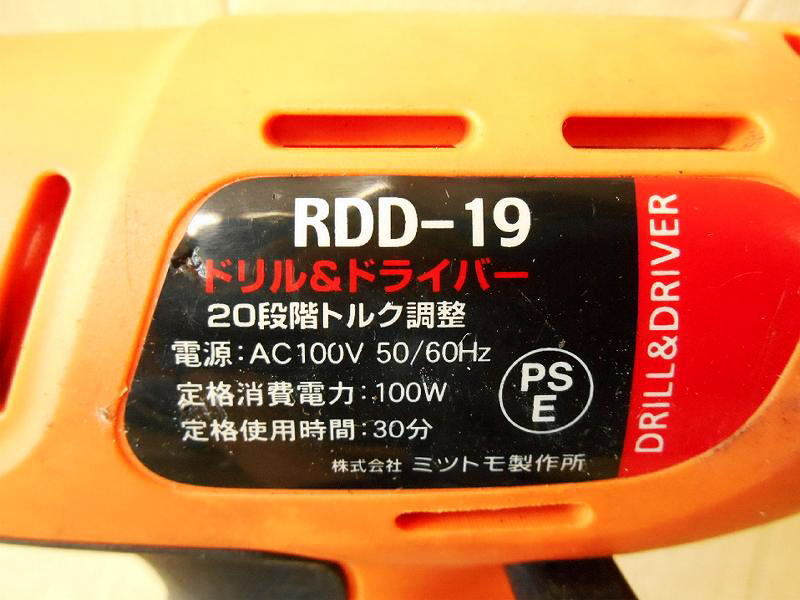 RDD-19
ドリル&ドライバー
20段階トルク調整
電源:AC100V 50/60Hz
定格消費電力:100W
定格使用時間:30分
株式会社 ミツトモ製作所
PS
E
DRILL&DRIVER